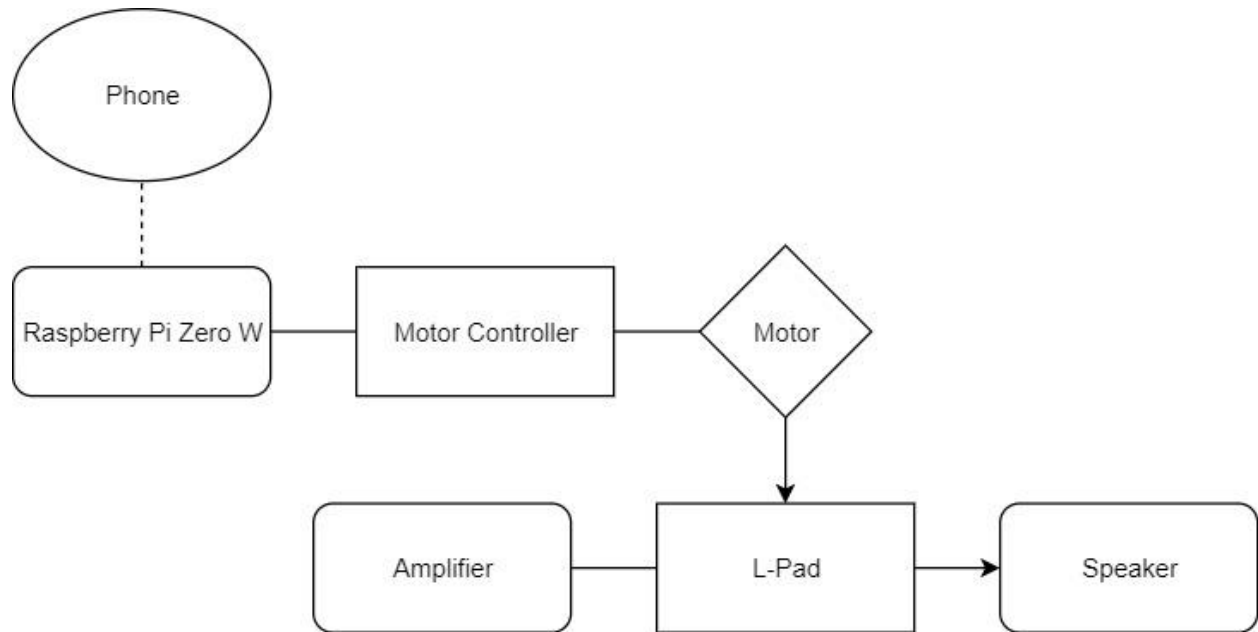 Phone
Raspberry Pi Zero W
Motor Controller
Motor
Amplifier
L-Pad
Speaker